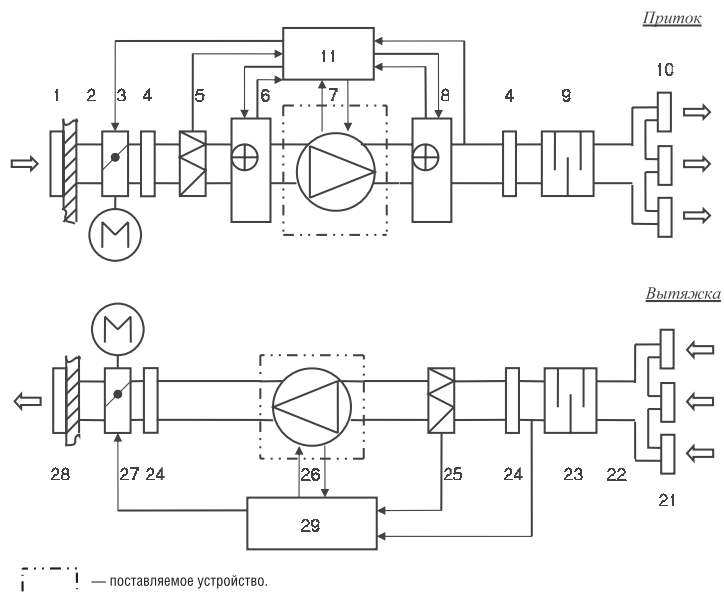 Приток
11
1 2 3 4 5 6 7 8 4 9 10
M
Вытяжка
M
28 27 24 26 25 24 23 22 21
29
— поставляемое устройство.